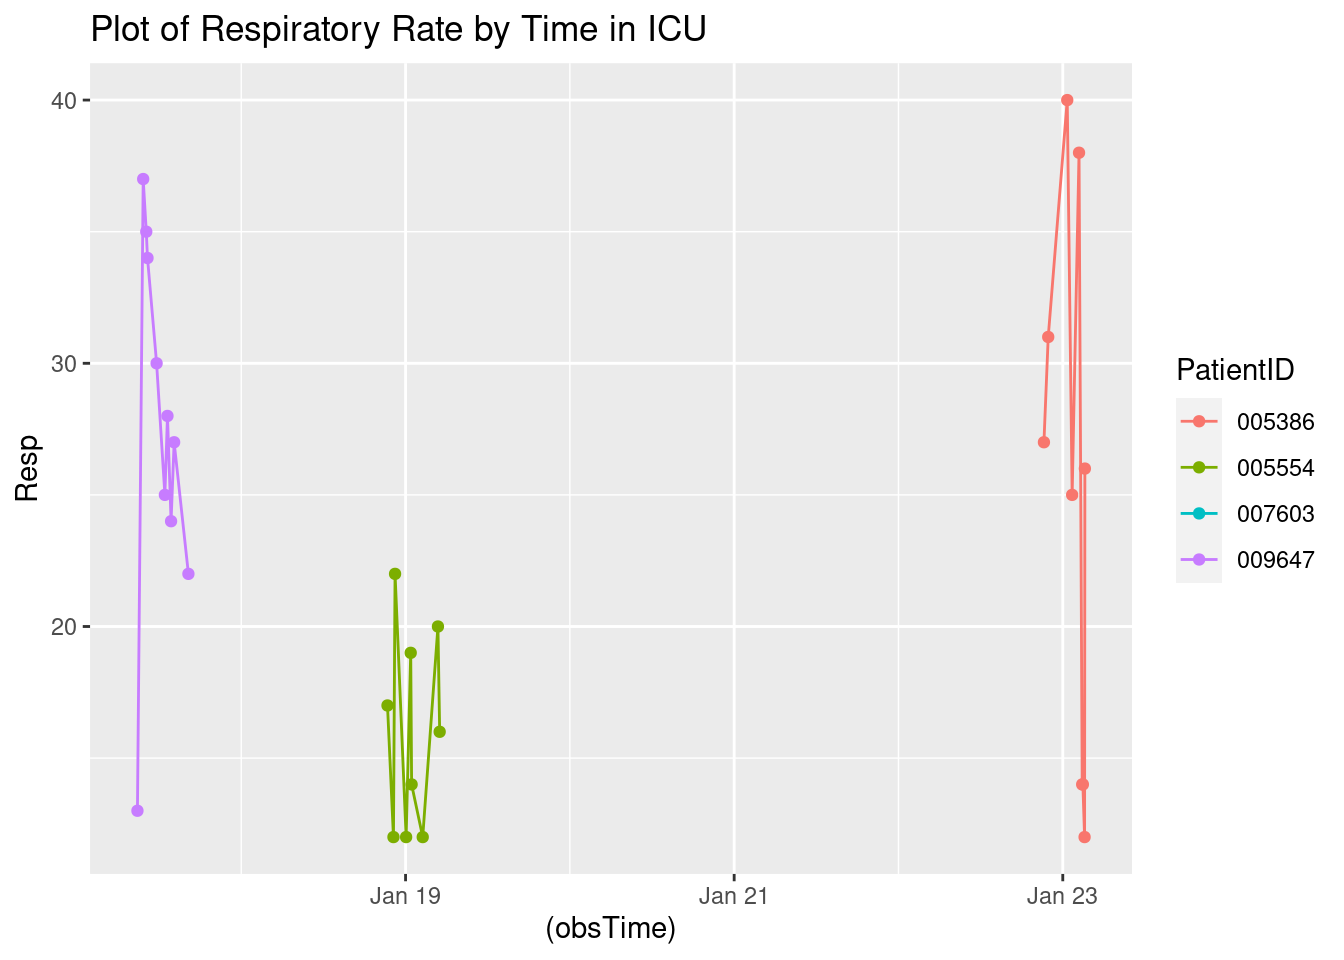 Plot of Respiratory Rate by Time in ICU
40
30
20
Resp
Jan 19
Jan 21
Jan 23
(obsTime)
PatientID
005386
005554
007603
009647